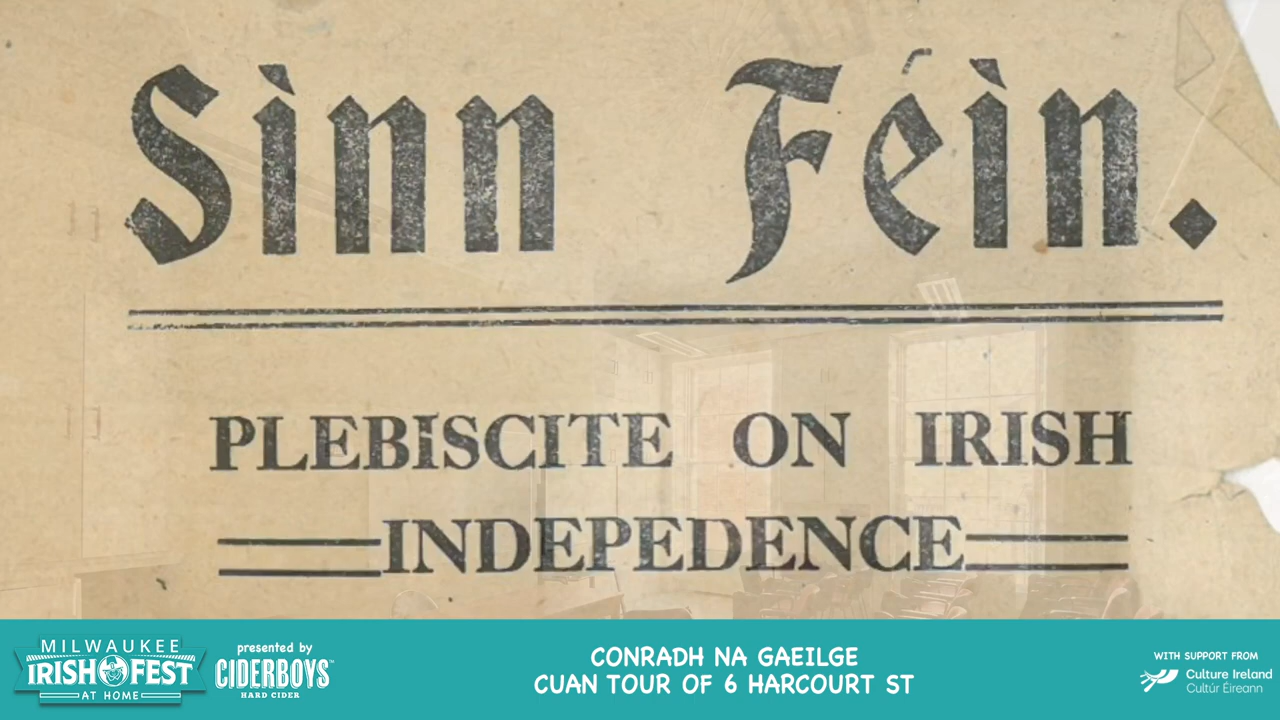 Sinn Féin.
PLEBISCITE ON IRISH
INDEPEDENCE
MILWAUKEE
IRISH FEST
AT HOME
presented by
CIDERBOYS
HARD CIDER
CONRADH NA GAEILGE
CUAN TOUR OF 6 HARCOURT ST
WITH SUPPORT FROM
Culture Ireland
Cultúr Éireann